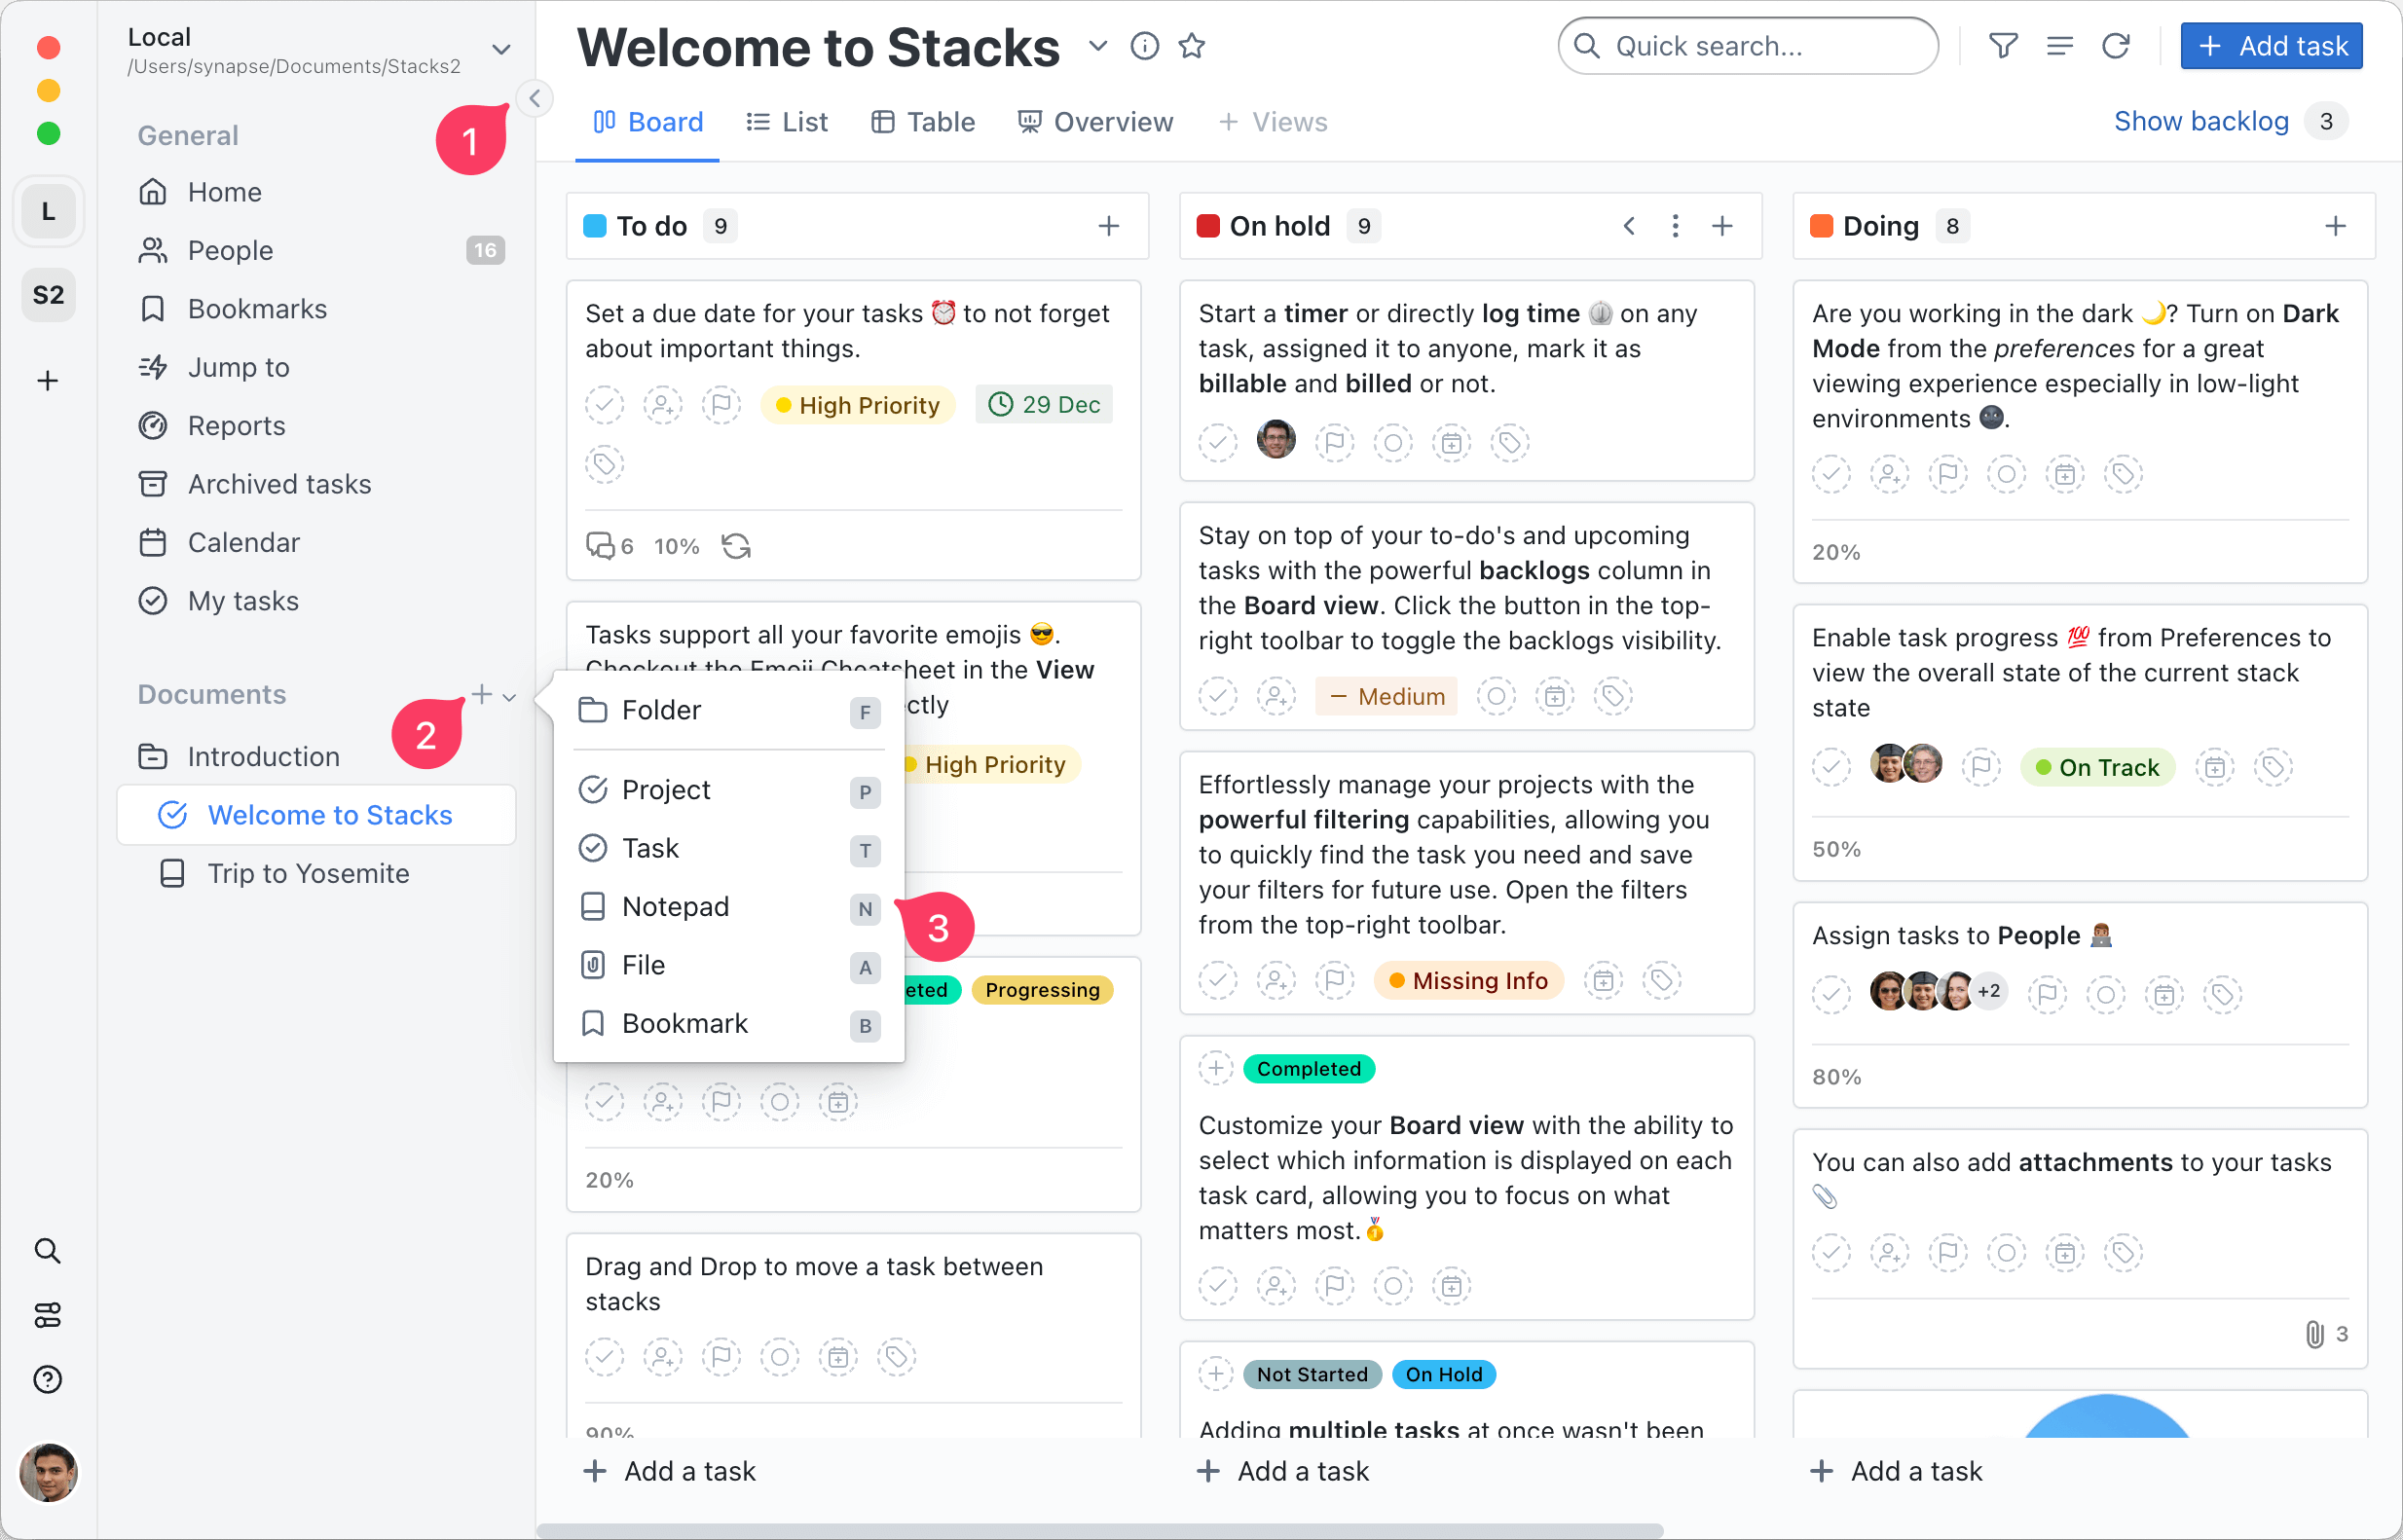 Local
/Users/synapse/Documents/Stacks2
1
L
S2
General
Home
People 16
Bookmarks
Jump to
Reports
Archived tasks
Calendar
My tasks
Documents
2
Introduction
Welcome to Stacks
Trip to Yosemite
Welcome to Stacks
Quick search...
Add task
Board
List
Table
Overview
Views
Show backlog 3
To do 9
Set a due date for your tasks ⏰ to not forget
about important things.
High Priority
29 Dec
6 10%
Tasks support all your favorite emojis 😎.
Checkout the Emoji Cheatsheet in the View
ctly
High Priority
Folder F
Project P
Task T
Notepad N
File A
Bookmark B
3
eted
Progressing
20%
Drag and Drop to move a task between
stacks
90%
Add a task
On hold 9
Start a timer or directly log time ⏲ on any
task, assigned it to anyone, mark it as
billable and billed or not.
Stay on top of your to-do's and upcoming
tasks with the powerful backlogs column in
the Board view. Click the button in the top-
right toolbar to toggle the backlogs visibility.
Medium
Effortlessly manage your projects with the
powerful filtering capabilities, allowing you
to quickly find the task you need and save
your filters for future use. Open the filters
from the top-right toolbar.
Missing Info
Completed
Customize your Board view with the ability to
select which information is displayed on each
task card, allowing you to focus on what
matters most.🥇
Not Started
On Hold
Adding multiple tasks at once wasn't been
Add a task
Doing 8
Are you working in the dark 🌙? Turn on Dark
Mode from the preferences for a great
viewing experience especially in low-light
environments 🌚.
20%
Enable task progress 💯 from Preferences to
view the overall state of the current stack
state
On Track
50%
Assign tasks to People 👨🏽‍💻
+2
80%
You can also add attachments to your tasks
📎
3
Add a task